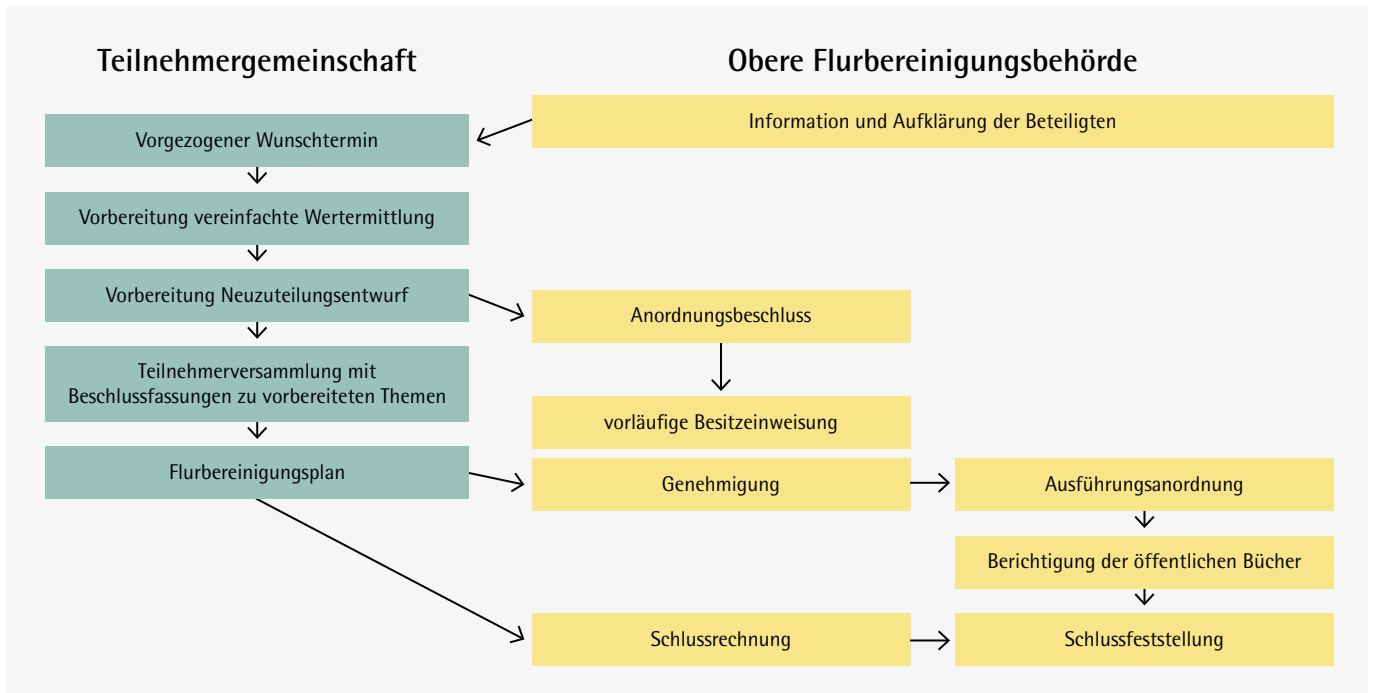 Teilnehmergemeinschaft
Obere Flurbereinigungsbehörde
Information und Aufklärung der Beteiligten
Vorgezogener Wunschtermin
Vorbereitung vereinfachte Wertermittlung
Vorbereitung Neuzuteilungsentwurf
Anordnungsbeschluss
Teilnehmerversammlung mit
Beschlussfassungen zu vorbereiteten Themen
vorläufige Besitzeinweisung
Flurbereinigungsplan
Genehmigung
Ausführungsanordnung
Berichtigung der öffentlichen Bücher
Schlussrechnung
Schlussfeststellung